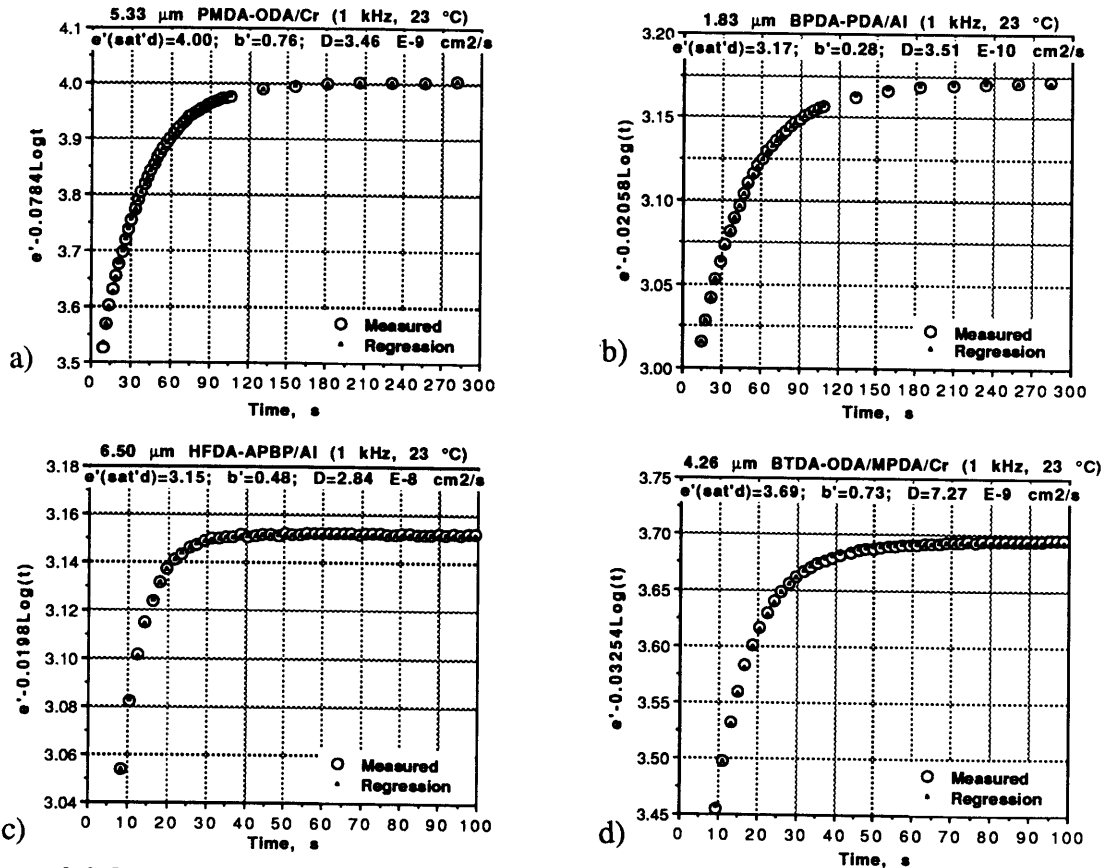 5.33 µm PMDA-ODA/Cr (1 kHz, 23 °C)
e'(sat'd)=4.00; b'=0.76; D=3.46 E-9 cm2/s
4.1
4.0
3.9
3.8
3.7
3.6
3.5
e'-0.0784Logt
Measured
Regression
0 30 60 90 120 150 180 210 240 270 300
Time, s
a)
1.83 µm BPDA-PDA/Al (1 kHz, 23 °C)
e'(sat'd)=3.17; b'=0.28; D=3.51 E-10 cm2/s
3.20
3.15
3.10
3.05
3.00
e'-0.02058Log(t)
Measured
Regression
0 30 60 90 120 150 180 210 240 270 300
Time, s
b)
6.50 µm HFDA-APBP/Al (1 kHz, 23 °C)
e'(sat'd)=3.15; b'=0.48; D=2.84 E-8 cm2/s
3.18
3.16
3.14
3.12
3.10
3.08
3.06
3.04
e'-0.0198Log(t)
Measured
Regression
0 10 20 30 40 50 60 70 80 90 100
Time, s
c)
4.26 µm BTDA-ODA/MPDA/Cr (1 kHz, 23 °C)
e'(sat'd)=3.69; b'=0.73; D=7.27 E-9 cm2/s
3.75
3.70
3.65
3.60
3.55
3.50
3.45
e'-0.03254Log(t)
Measured
Regression
0 10 20 30 40 50 60 70 80 90 100
Time, s
d)